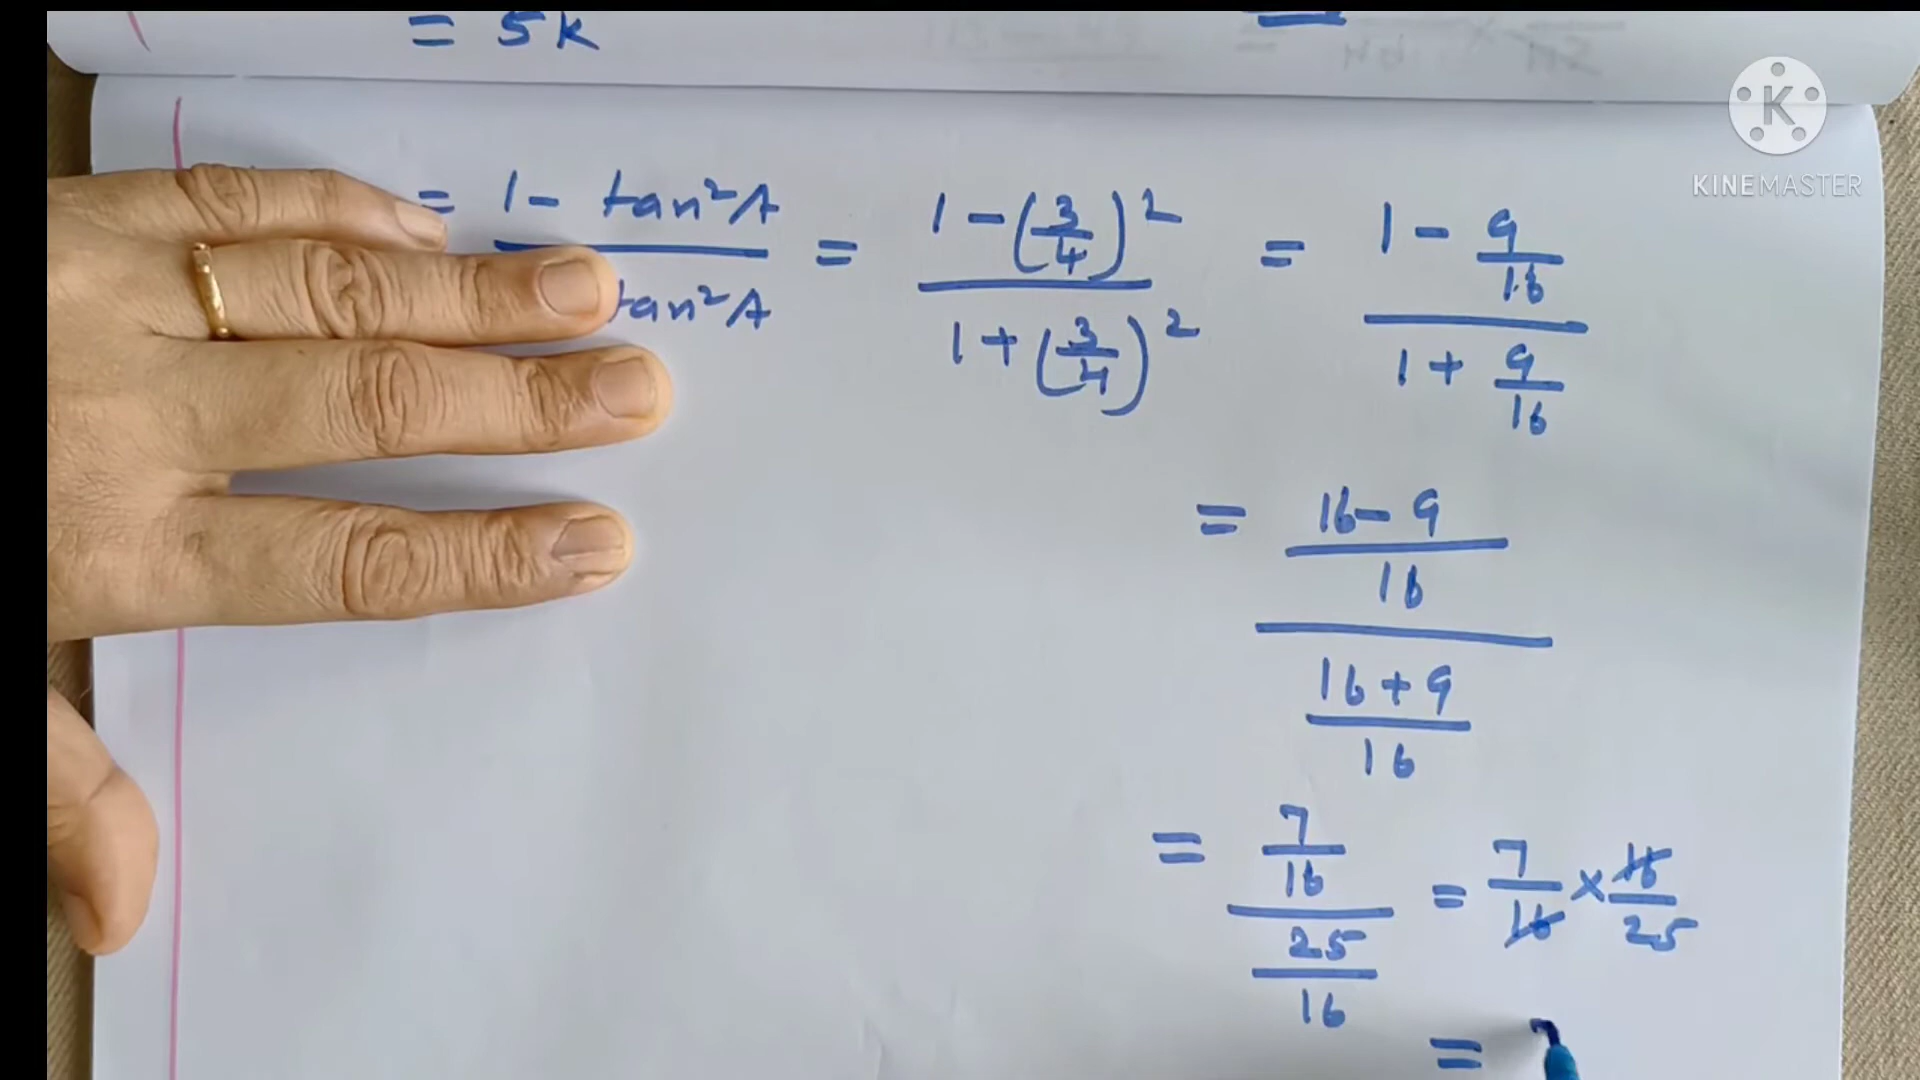 = 5k
K
KINEMASTER
= 1 - tan²A / tan²A = 1 - (3/4)² / 1 + (3/4)² = 1 - 9/16 / 1 + 9/16
= 16 - 9 / 16 / 16 + 9 / 16
= 7/16 / 25/16 = 7/16 × 16/25
=